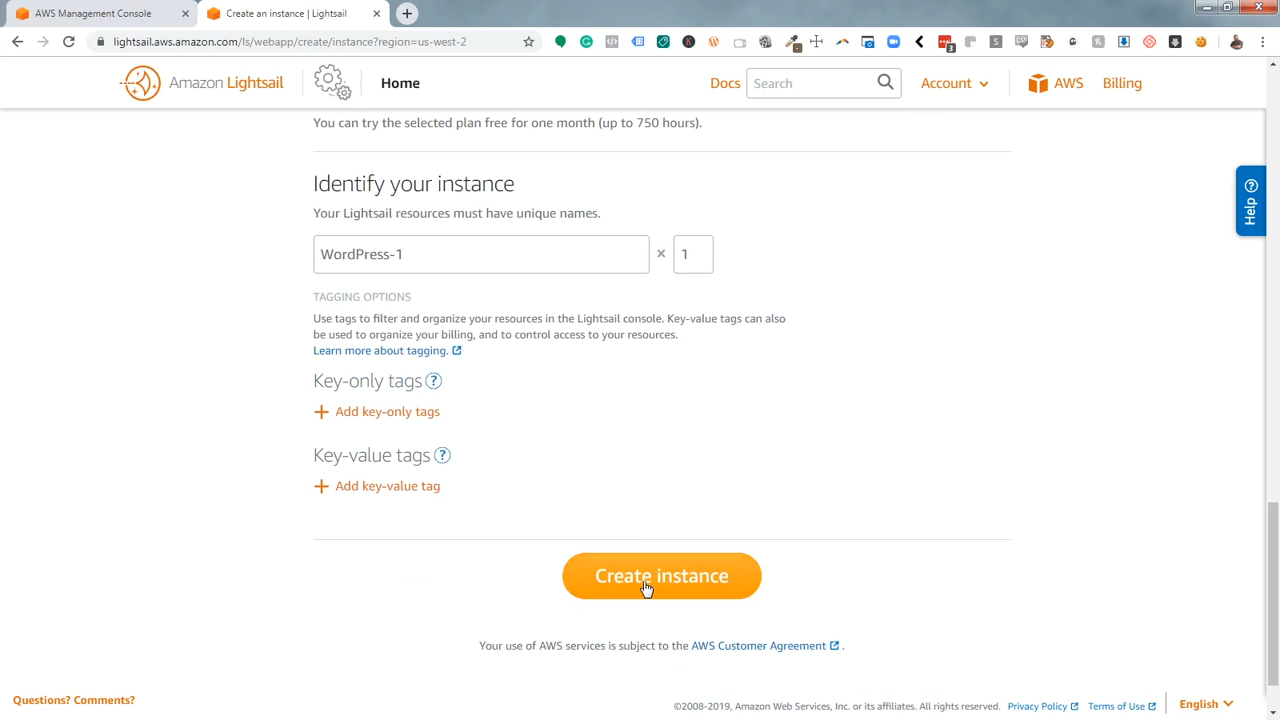 AWS Management Console
Create an instance | Lightsail
lightsail.aws.amazon.com/ls/webapp/create/instance?region=us-west-2
Amazon Lightsail
Home
Docs
Search
Account
AWS
Billing
You can try the selected plan free for one month (up to 750 hours).
Help
Identify your instance
Your Lightsail resources must have unique names.
WordPress-1
×
1
TAGGING OPTIONS
Use tags to filter and organize your resources in the Lightsail console. Key-value tags can also
be used to organize your billing, and to control access to your resources.
Learn more about tagging.
Key-only tags ?
+ Add key-only tags
Key-value tags ?
+ Add key-value tag
Create instance
Your use of AWS services is subject to the AWS Customer Agreement .
Questions? Comments?
©2008-2019, Amazon Web Services, Inc. or its affiliates. All rights reserved.
Privacy Policy
Terms of Use
English